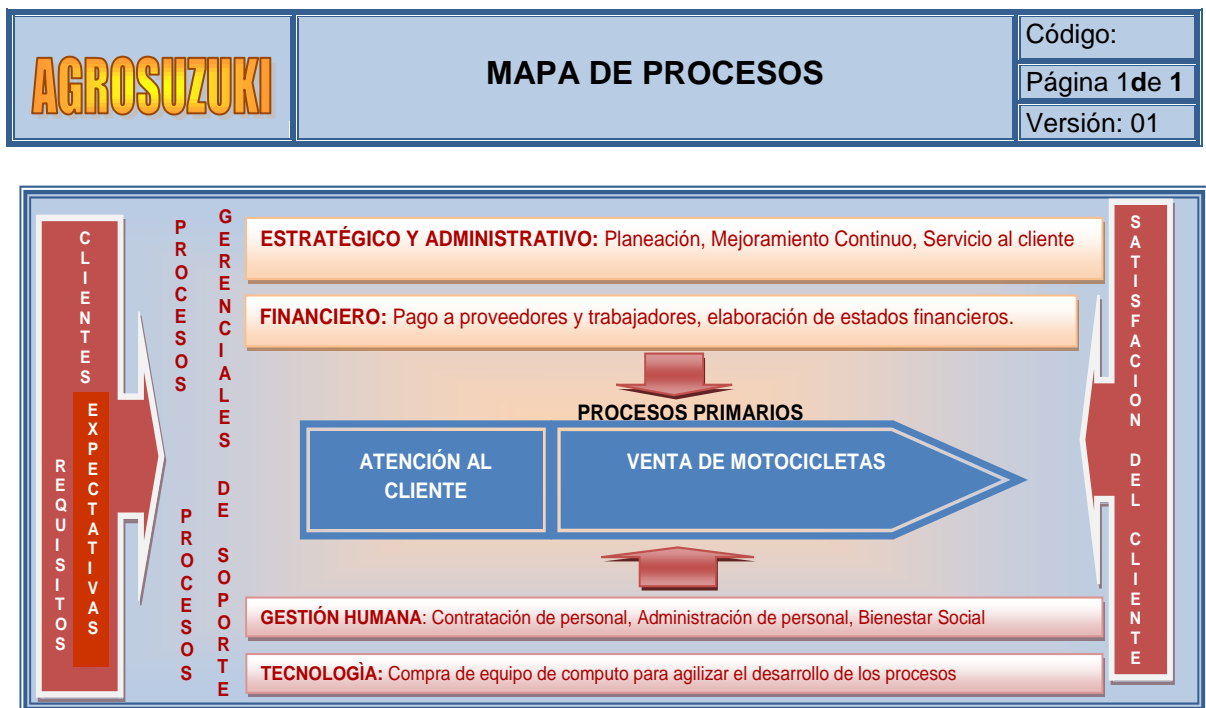 AGROSUZUKI
MAPA DE PROCESOS
Código:
Página 1de 1
Versión: 01
CLIENTES
REQUISITOS
EXPECTATIVAS
PROCESOS
GERENCIALES
ESTRATÉGICO Y ADMINISTRATIVO: Planeación, Mejoramiento Continuo, Servicio al cliente
FINANCIERO: Pago a proveedores y trabajadores, elaboración de estados financieros.
PROCESOS PRIMARIOS
ATENCIÓN AL
CLIENTE
VENTA DE MOTOCICLETAS
PROCESOS
DE SOPORTE
GESTIÓN HUMANA: Contratación de personal, Administración de personal, Bienestar Social
TECNOLOGÌA: Compra de equipo de computo para agilizar el desarrollo de los procesos
SATISFACION DEL CLIENTE